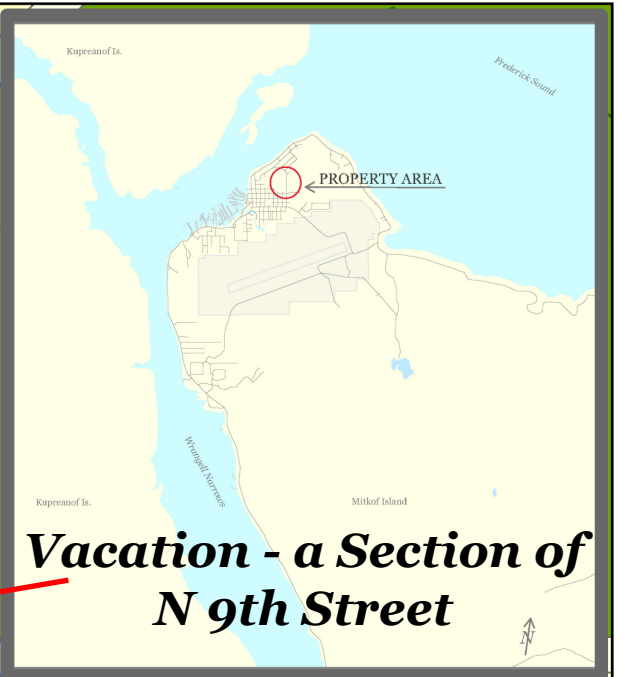 Kupreanof Is.
Frederick Sound
PROPERTY AREA
Wrangell Narrows
Kupreanof Is.
Mitkof Island
Vacation - a Section of
N 9th Street
N